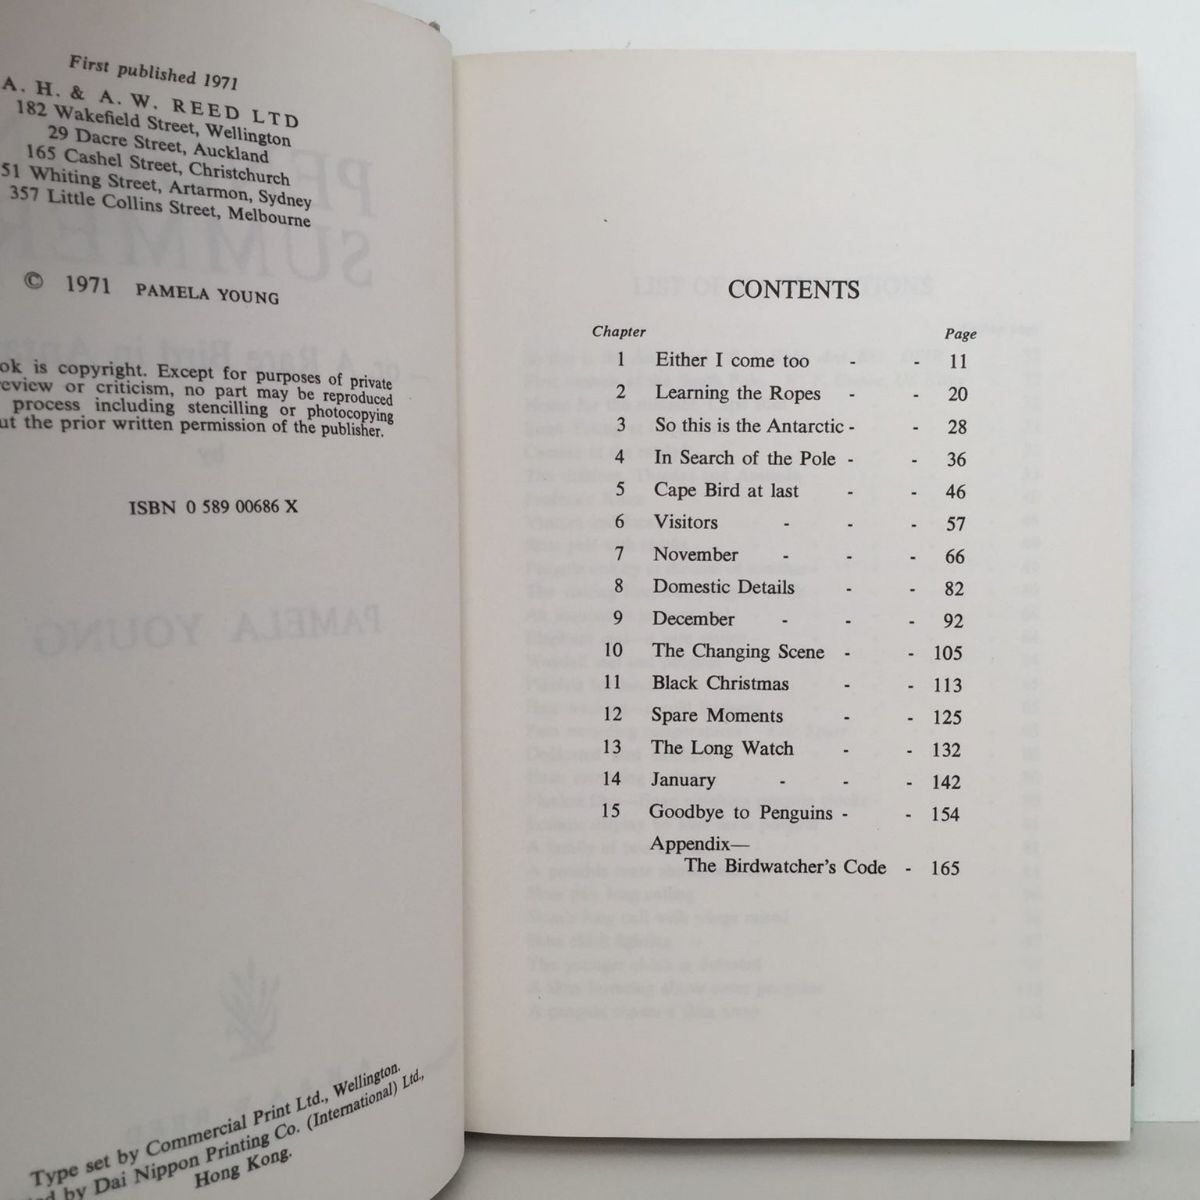 First published 1971
A. H. & A. W. REED LTD
182 Wakefield Street, Wellington
29 Dacre Street, Auckland
165 Cashel Street, Christchurch
51 Whiting Street, Artarmon, Sydney
357 Little Collins Street, Melbourne
© 1971 PAMELA YOUNG
is copyright. Except for purposes of private
or criticism, no part may be reproduced
process including stencilling or photocopying
the prior written permission of the publisher.
ISBN 0 589 00686 X
PAMELA YOUNG
Type set by Commercial Print Ltd., Wellington.
by Dai Nippon Printing Co. (International) Ltd.,
Hong Kong.
CONTENTS
Chapter Page
1 Either I come too - - 11
2 Learning the Ropes - - 20
3 So this is the Antarctic - - 28
4 In Search of the Pole - - 36
5 Cape Bird at last - - 46
6 Visitors - - - 57
7 November - - - 66
8 Domestic Details - - 82
9 December - - - 92
10 The Changing Scene - - 105
11 Black Christmas - - 113
12 Spare Moments - - 125
13 The Long Watch - - 132
14 January - - - 142
15 Goodbye to Penguins - - 154
Appendix—
The Birdwatcher's Code - 165